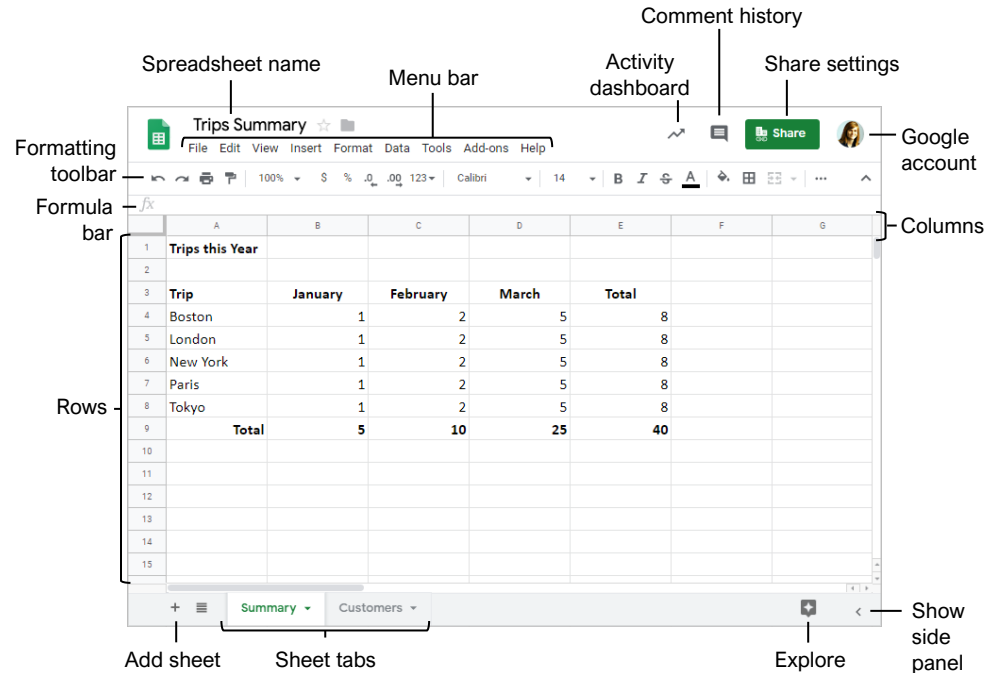 Comment history
Spreadsheet name
Menu bar
Activity
dashboard
Share settings
Trips Summary
Share
Google
account
File Edit View Insert Format Data Tools Add-ons Help
Formatting
toolbar
100% $ % .0 .00 123 Calibri 14 B I S A
Formula
bar
fx
Columns
A B C D E F G
1 Trips this Year
2
3 Trip January February March Total
4 Boston 1 2 5 8
5 London 1 2 5 8
6 New York 1 2 5 8
7 Paris 1 2 5 8
Rows
8 Tokyo 1 2 5 8
9 Total 5 10 25 40
10
11
12
13
14
15
+ Summary Customers
Show
side
panel
Add sheet
Sheet tabs
Explore